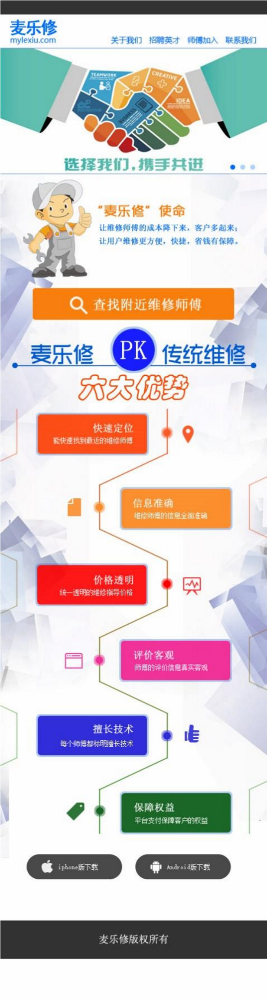 麦乐修
mylexiu.com
关于我们 招聘英才 师傅加入 联系我们
TEAMWORK
CREATIVE
IDEA
BUSINESS
选择我们,携手共进
“麦乐修” 使命
让维修师傅的成本降下来，客户多起来;
让用户维修更方便，快捷，省钱有保障。
查找附近维修师傅
麦乐修 PK 传统维修
六大优势
快速定位
能快速找到最近的维修师傅
信息准确
维修师傅的信息全面准确
价格透明
统一透明的维修指导价格
评价客观
师傅的评价信息真实客观
擅长技术
每个师傅都标明擅长技术
保障权益
平台支付保障客户的权益
iphone版下载
Android版下载
麦乐修版权所有